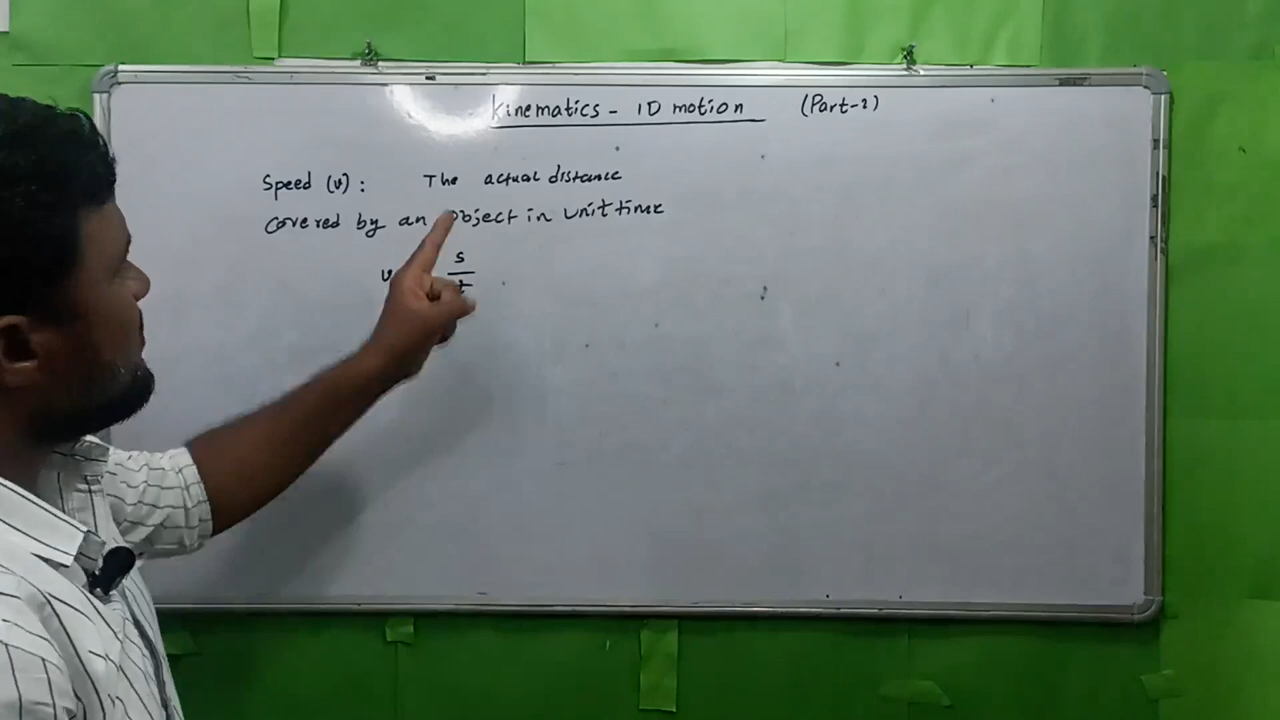 Kinematics - 1D motion (Part-2)
Speed (v): The actual distance
covered by an object in unit time
v s
t